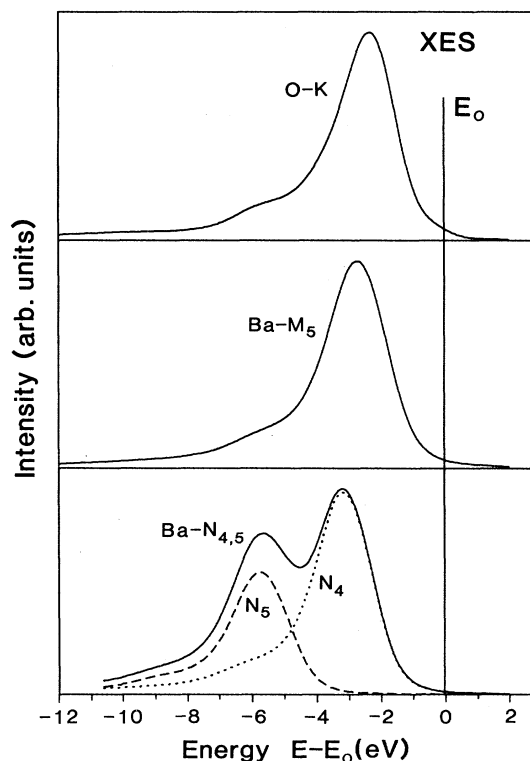 XES
O-K
E₀
Ba-M₅
Ba-N₄,₅
N₅
N₄
Intensity (arb. units)
-12 -10 -8 -6 -4 -2 0 2
Energy E-E₀(eV)